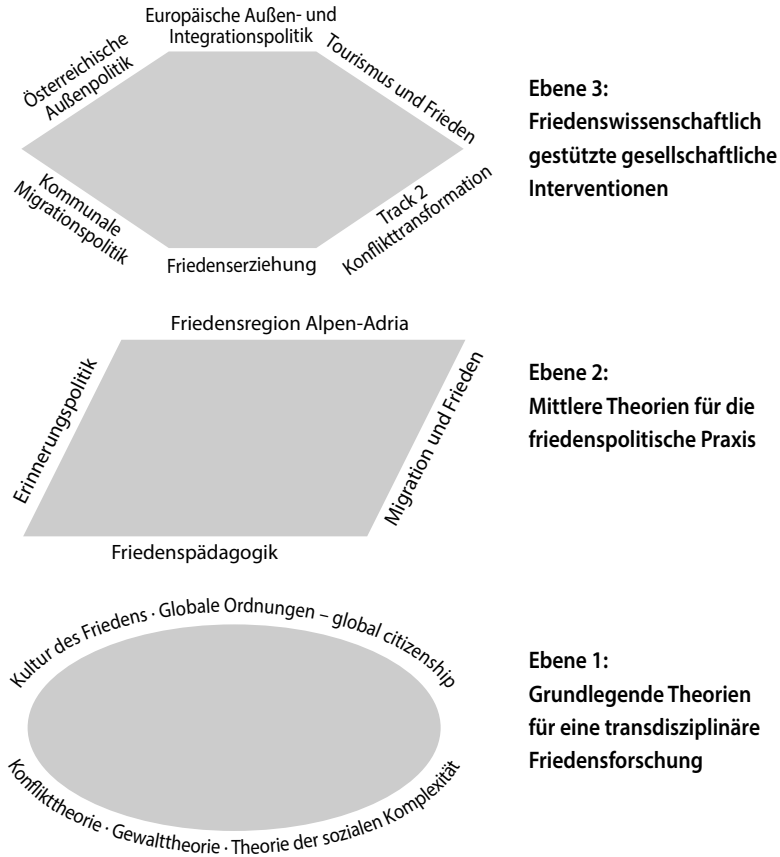 Europäische Außen- und
Integrationspolitik
Österreichische
Außenpolitik
Tourismus und Frieden
Kommunale
Migrationspolitik
Track 2
Konflikttransformation
Friedenserziehung
Ebene 3:
Friedenswissenschaftlich
gestützte gesellschaftliche
Interventionen
Friedensregion Alpen-Adria
Erinnerungspolitik
Migration und Frieden
Friedenspädagogik
Ebene 2:
Mittlere Theorien für die
friedenspolitische Praxis
Kultur des Friedens · Globale Ordnungen – global citizenship
Konflikttheorie · Gewalttheorie · Theorie der sozialen Komplexität
Ebene 1:
Grundlegende Theorien
für eine transdisziplinäre
Friedensforschung